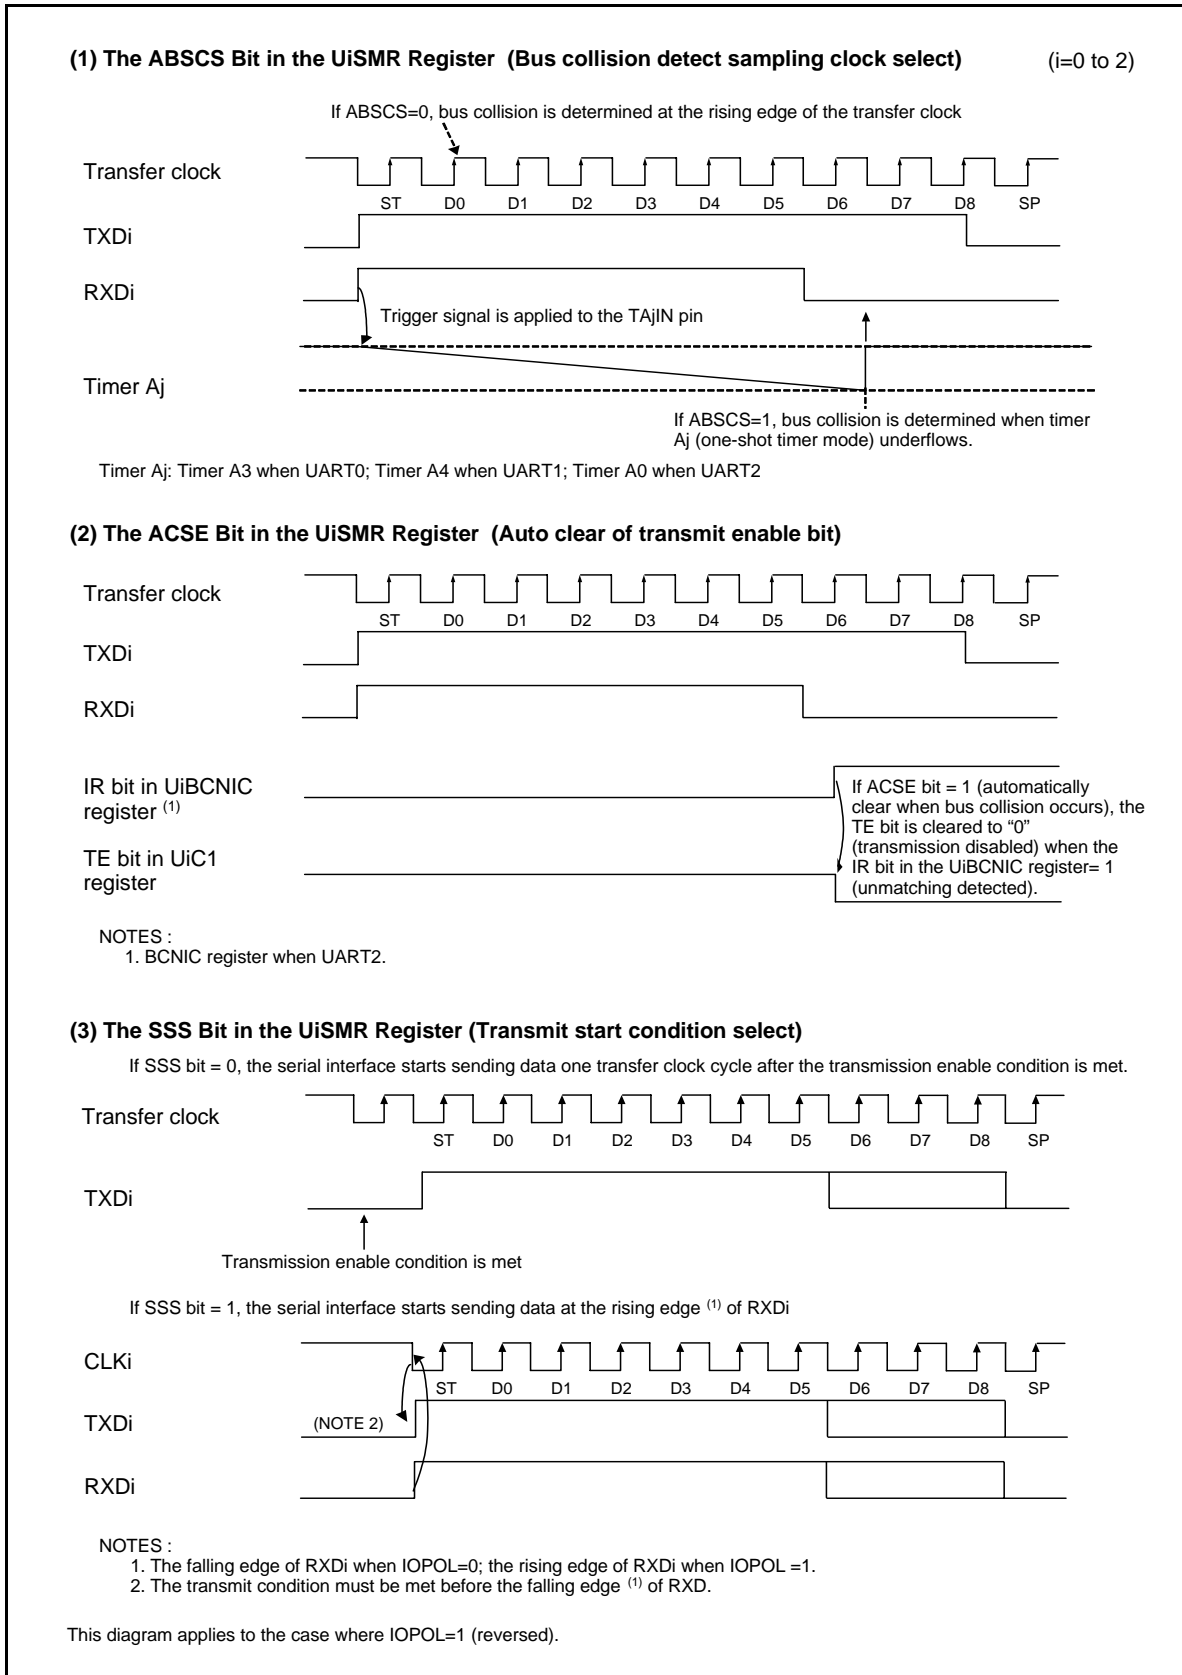 (1) The ABSCS Bit in the UiSMR Register (Bus collision detect sampling clock select) (i=0 to 2)
If ABSCS=0, bus collision is determined at the rising edge of the transfer clock
Transfer clock
ST D0 D1 D2 D3 D4 D5 D6 D7 D8 SP
TXDi
RXDi
Trigger signal is applied to the TAjIN pin
Timer Aj
If ABSCS=1, bus collision is determined when timer
Aj (one-shot timer mode) underflows.
Timer Aj: Timer A3 when UART0; Timer A4 when UART1; Timer A0 when UART2
(2) The ACSE Bit in the UiSMR Register (Auto clear of transmit enable bit)
Transfer clock
ST D0 D1 D2 D3 D4 D5 D6 D7 D8 SP
TXDi
RXDi
IR bit in UiBCNIC
register (1)
If ACSE bit = 1 (automatically
clear when bus collision occurs), the
TE bit is cleared to “0”
(transmission disabled) when the
IR bit in the UiBCNIC register= 1
(unmatching detected).
TE bit in UiC1
register
NOTES :
1. BCNIC register when UART2.
(3) The SSS Bit in the UiSMR Register (Transmit start condition select)
If SSS bit = 0, the serial interface starts sending data one transfer clock cycle after the transmission enable condition is met.
Transfer clock
ST D0 D1 D2 D3 D4 D5 D6 D7 D8 SP
TXDi
Transmission enable condition is met
If SSS bit = 1, the serial interface starts sending data at the rising edge (1) of RXDi
CLKi
ST D0 D1 D2 D3 D4 D5 D6 D7 D8 SP
TXDi
(NOTE 2)
RXDi
NOTES :
1. The falling edge of RXDi when IOPOL=0; the rising edge of RXDi when IOPOL =1.
2. The transmit condition must be met before the falling edge (1) of RXD.
This diagram applies to the case where IOPOL=1 (reversed).